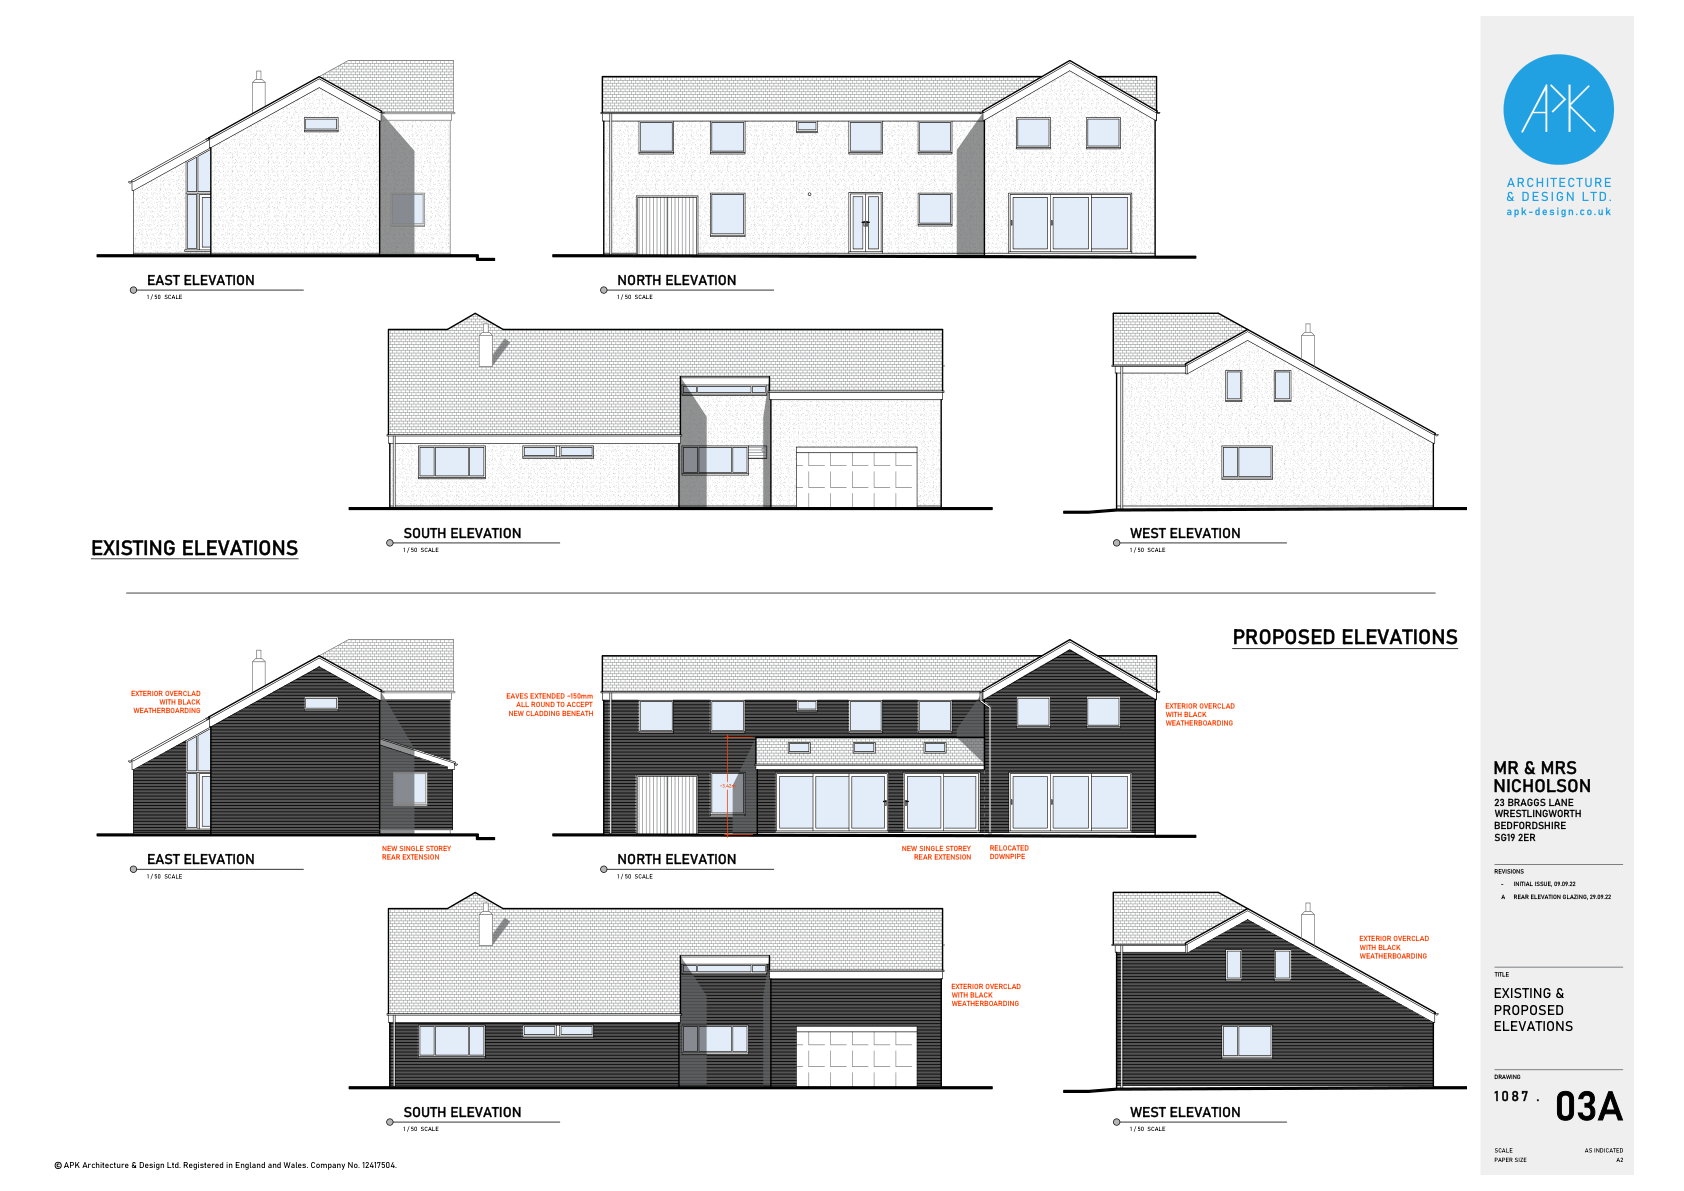 EAST ELEVATION
1 / 50 SCALE
NORTH ELEVATION
1 / 50 SCALE
SOUTH ELEVATION
1 / 50 SCALE
WEST ELEVATION
1 / 50 SCALE
EXISTING ELEVATIONS
PROPOSED ELEVATIONS
EXTERIOR OVERCLAD
WITH BLACK
WEATHERBOARDING
EAVES EXTENDED ~150mm
ALL ROUND TO ACCEPT
NEW CLADDING BENEATH
EXTERIOR OVERCLAD
WITH BLACK
WEATHERBOARDING
NEW SINGLE STOREY
REAR EXTENSION
EAST ELEVATION
1 / 50 SCALE
NEW SINGLE STOREY
REAR EXTENSION
RELOCATED
DOWNPIPE
NORTH ELEVATION
1 / 50 SCALE
EXTERIOR OVERCLAD
WITH BLACK
WEATHERBOARDING
SOUTH ELEVATION
1 / 50 SCALE
EXTERIOR OVERCLAD
WITH BLACK
WEATHERBOARDING
WEST ELEVATION
1 / 50 SCALE
© APK Architecture & Design Ltd. Registered in England and Wales. Company No. 12417504.
APK
ARCHITECTURE
& DESIGN LTD.
apk-design.co.uk
MR & MRS
NICHOLSON
23 BRAGGS LANE
WRESTLINGWORTH
BEDFORDSHIRE
SG19 2ER
REVISIONS
- INITIAL ISSUE, 09.09.22
A REAR ELEVATION GLAZING, 29.09.22
TITLE
EXISTING &
PROPOSED
ELEVATIONS
DRAWING
1087 . 03A
SCALE AS INDICATED
PAPER SIZE A2